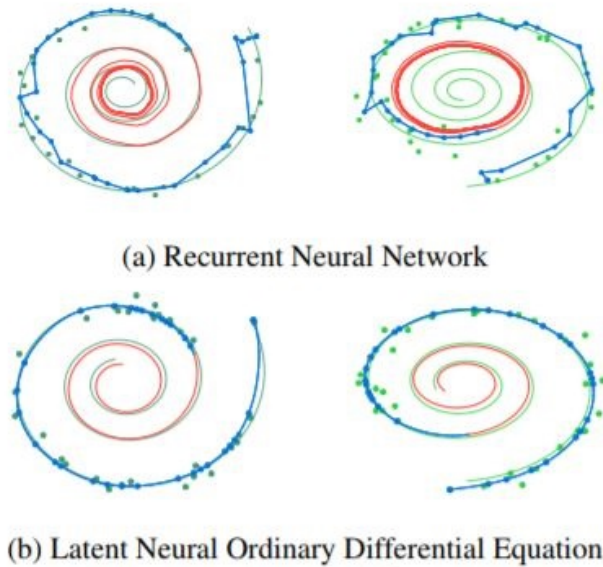 (a) Recurrent Neural Network
(b) Latent Neural Ordinary Differential Equation